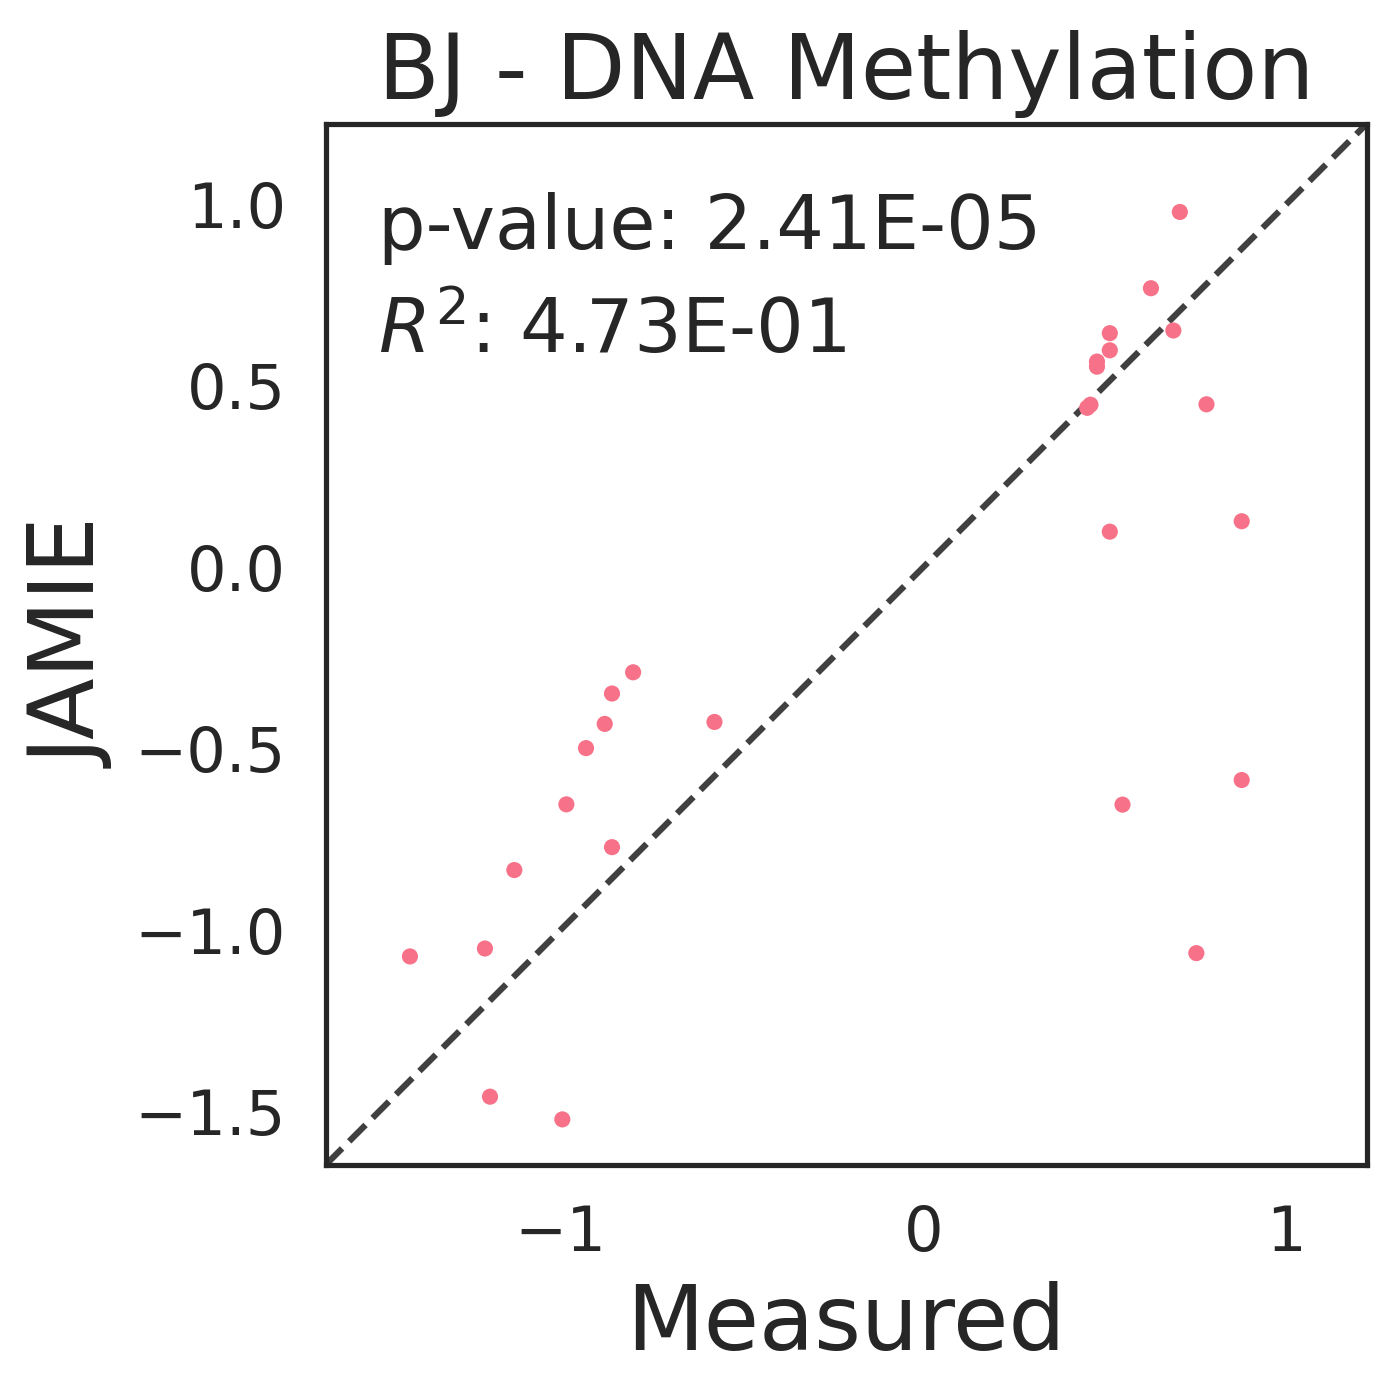 BJ - DNA Methylation
p-value: 2.41E-05
R²: 4.73E-01
1.0
0.5
0.0
−0.5
−1.0
−1.5
JAMIE
−1 0 1
Measured